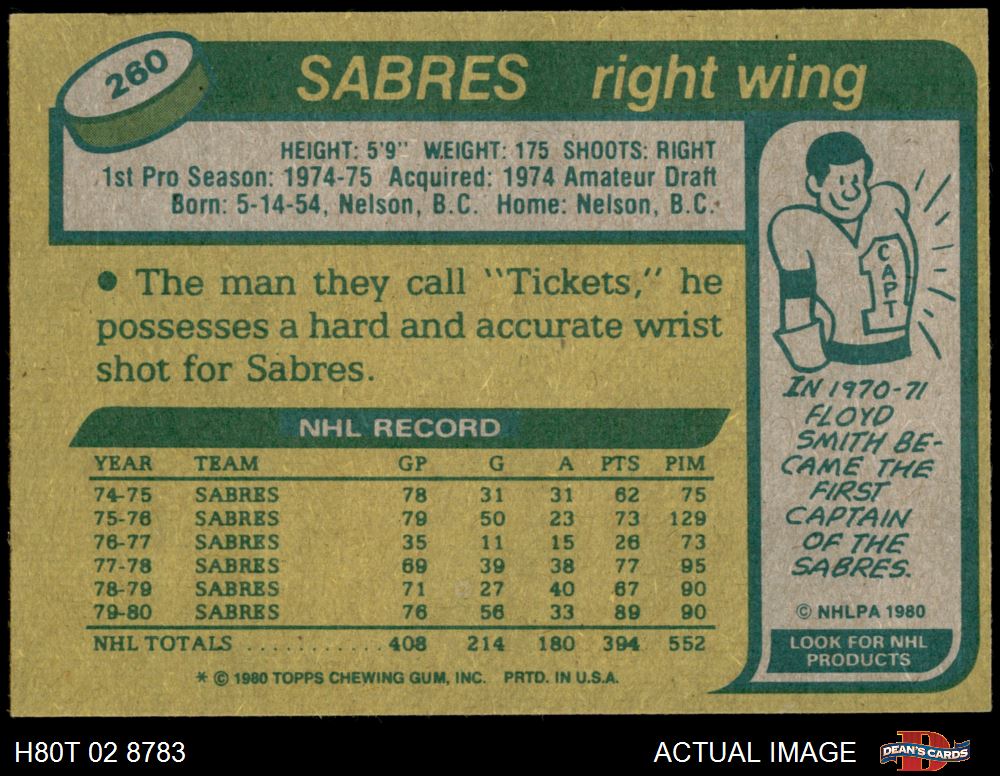 260
SABRES right wing
HEIGHT: 5'9" WEIGHT: 175 SHOOTS: RIGHT
1st Pro Season: 1974-75 Acquired: 1974 Amateur Draft
Born: 5-14-54, Nelson, B.C. Home: Nelson, B.C.
• The man they call "Tickets," he
possesses a hard and accurate wrist
shot for Sabres.
NHL RECORD
YEAR TEAM GP G A PTS PIM
74-75 SABRES 78 31 31 62 75
75-76 SABRES 79 50 23 73 129
76-77 SABRES 35 11 15 26 73
77-78 SABRES 69 39 38 77 95
78-79 SABRES 71 27 40 67 90
79-80 SABRES 76 56 33 89 90
NHL TOTALS ........... 408 214 180 394 552
* © 1980 TOPPS CHEWING GUM, INC. PRTD. IN U.S.A.
1
CAPT
IN 1970-71
FLOYD
SMITH BE-
CAME THE
FIRST
CAPTAIN
OF THE
SABRES.
© NHLPA 1980
LOOK FOR NHL
PRODUCTS
H80T 02 8783
ACTUAL IMAGE
D
DEAN'S CARDS